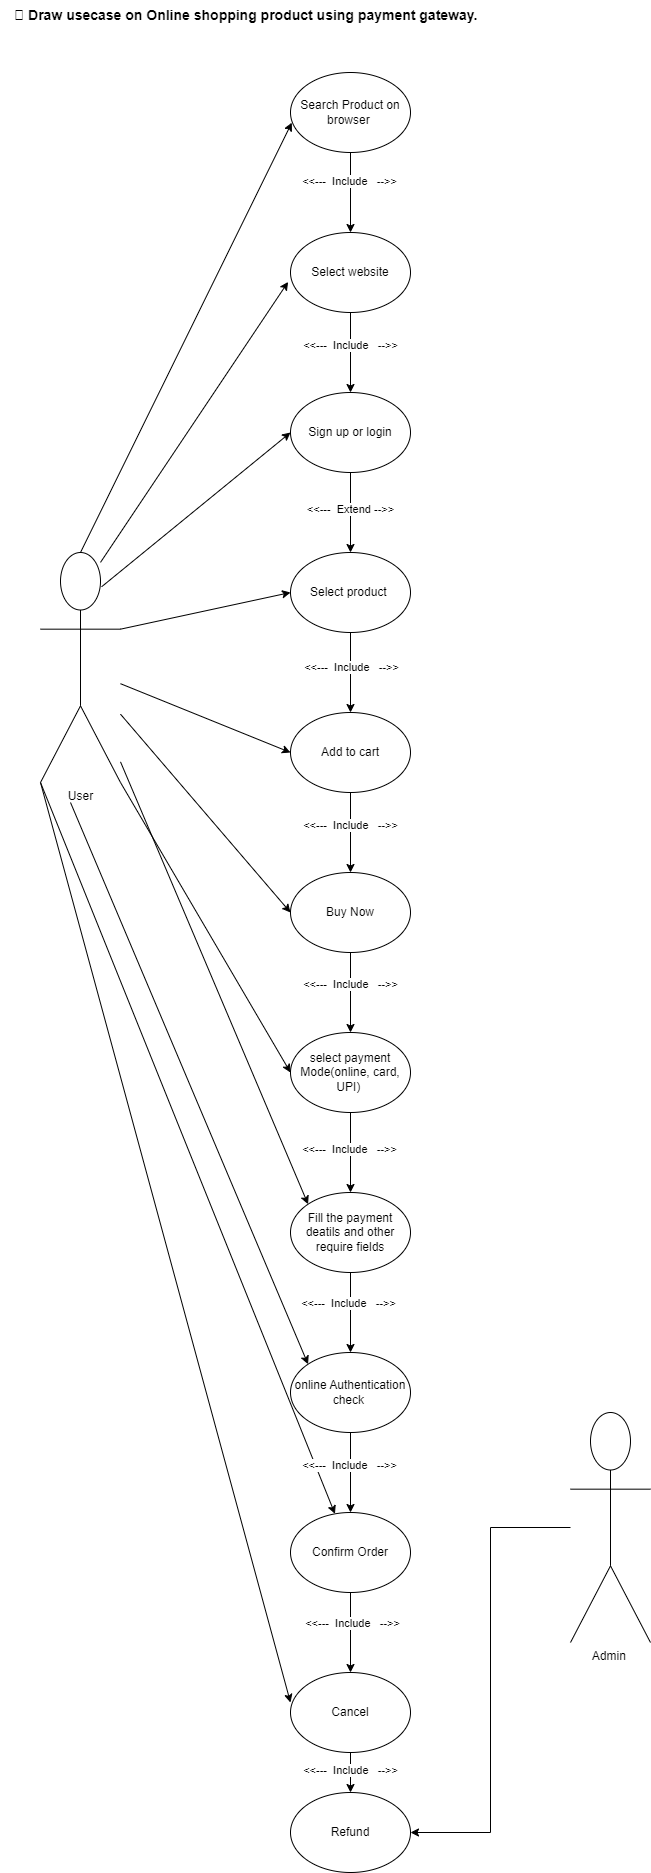 Draw usecase on Online shopping product using payment gateway.
Search Product on
browser
<<--- Include -->>
Select website
<<--- Include -->>
Sign up or login
<<--- Extend -->>
Select product
<<--- Include -->>
Add to cart
User
<<--- Include -->>
Buy Now
<<--- Include -->>
select payment
Mode(online, card,
UPI)
<<--- Include -->>
Fill the payment
deatils and other
require fields
<<--- Include -->>
online Authentication
check
<<--- Include -->>
Confirm Order
<<--- Include -->>
Admin
Cancel
<<--- Include -->>
Refund